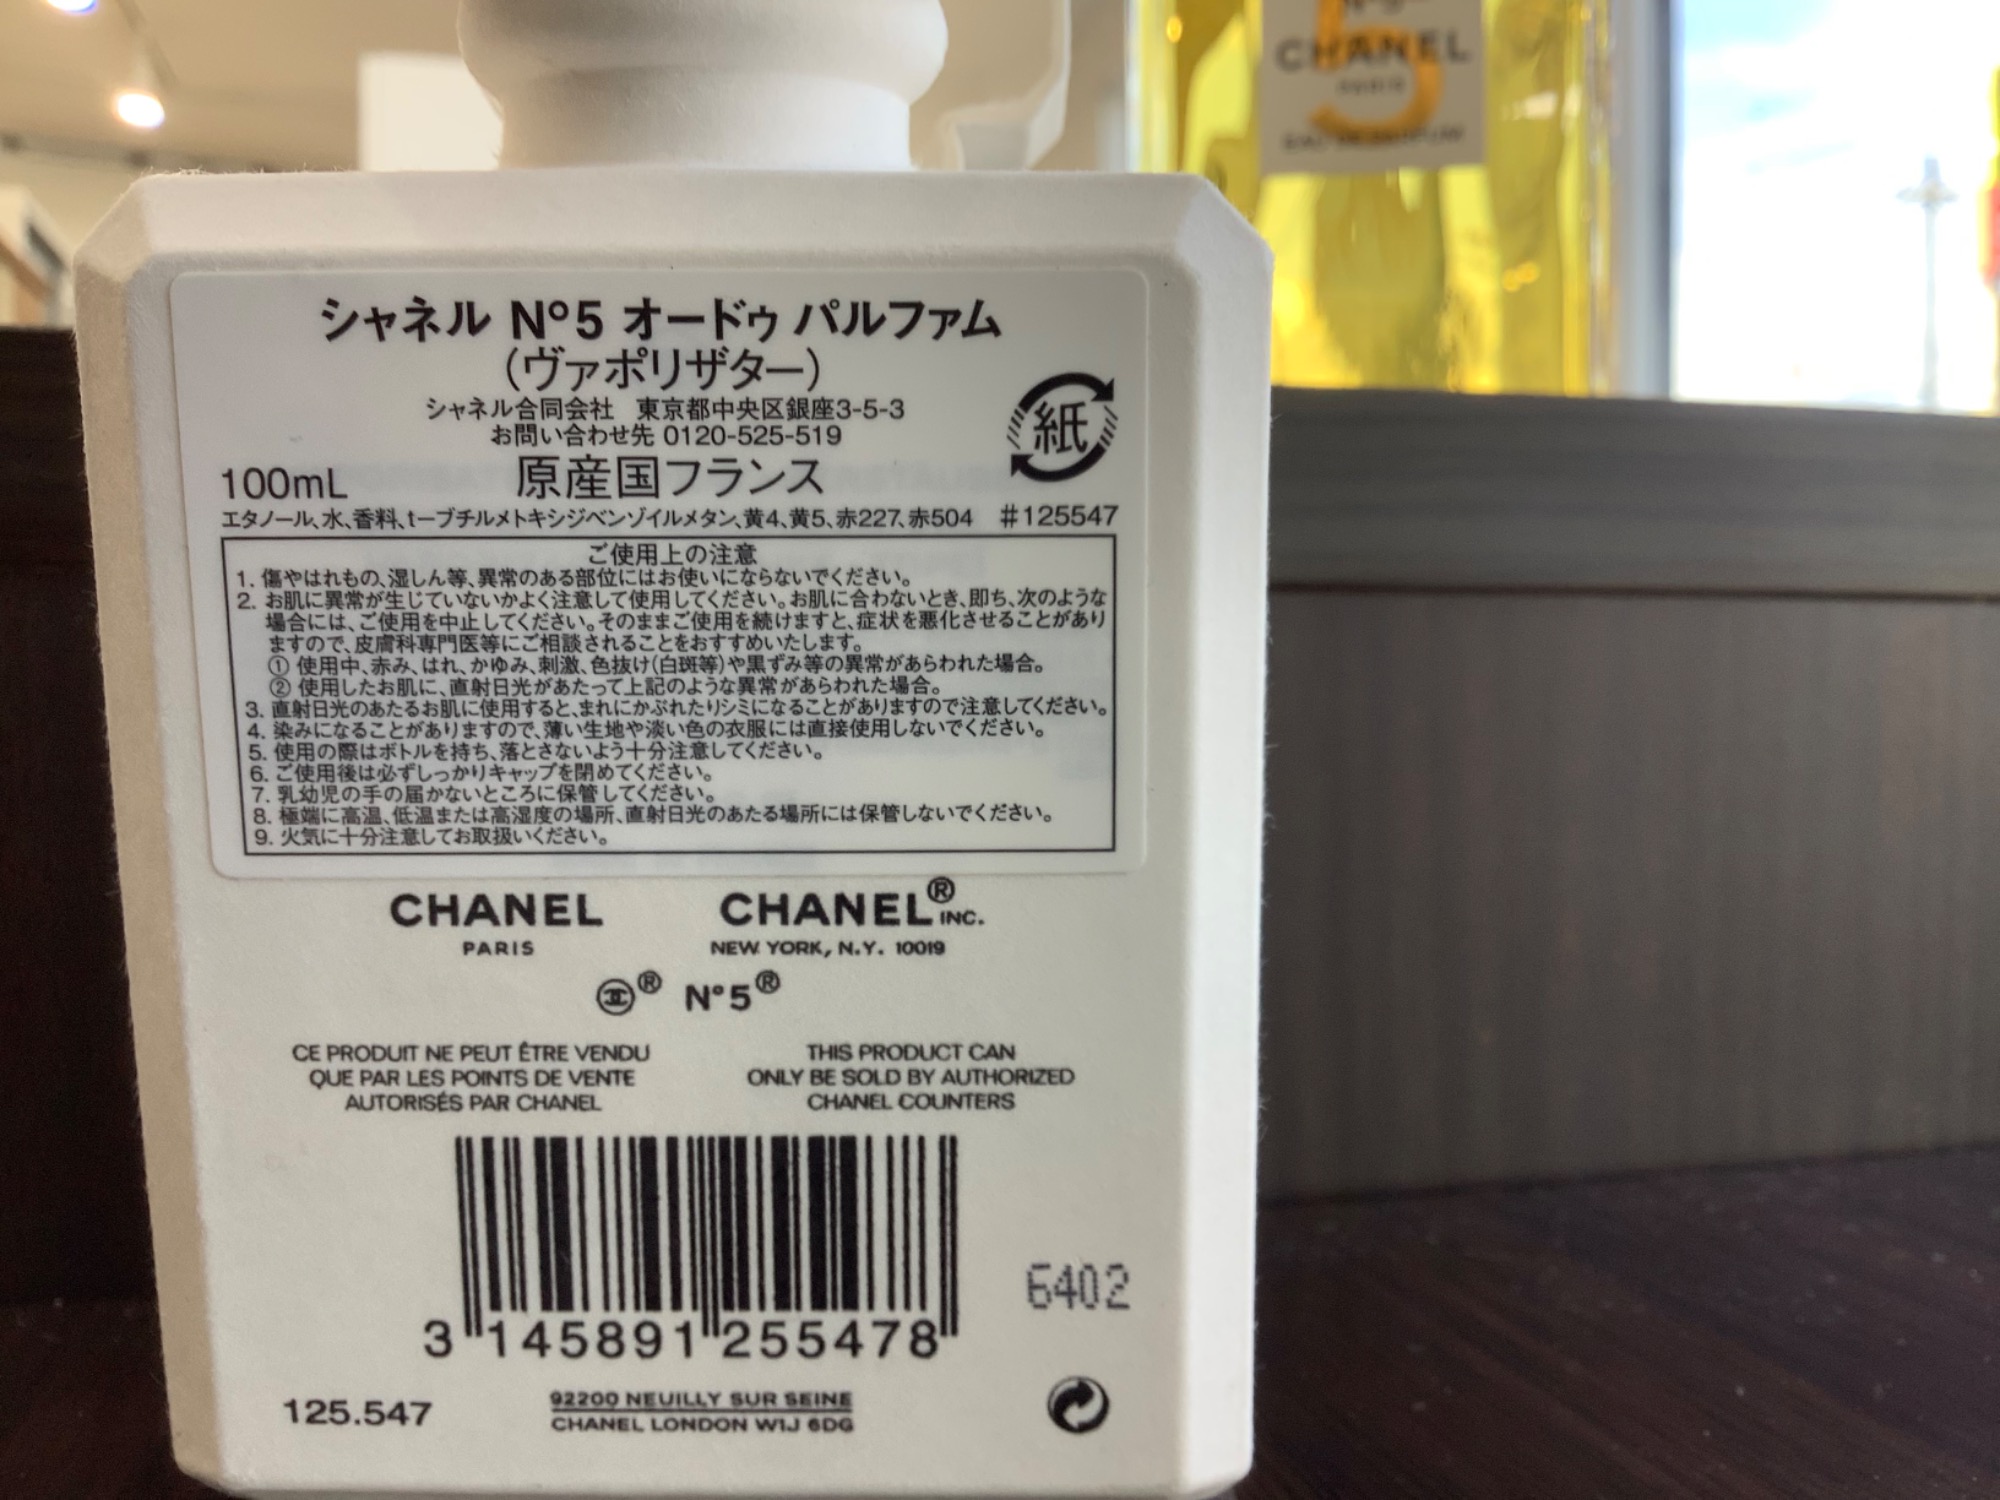 N°5
CHANEL
PARIS
EAU DE PARFUM
シャネル N°5 オードゥ パルファム
(ヴァポリザター)
シャネル合同会社 東京都中央区銀座3-5-3
お問い合わせ先 0120-525-519
紙
100mL 原産国フランス
エタノール、水、香料、t-ブチルメトキシジベンゾイルメタン、黄4、黄5、赤227、赤504 #125547
ご使用上の注意
1. 傷やはれもの、湿しん等、異常のある部位にはお使いにならないでください。
2. お肌に異常が生じていないかよく注意して使用してください。お肌に合わないとき、即ち、次のような
場合には、ご使用を中止してください。そのままご使用を続けますと、症状を悪化させることがあり
ますので、皮膚科専門医等にご相談されることをおすすめいたします。
① 使用中、赤み、はれ、かゆみ、刺激、色抜け(白斑等)や黒ずみ等の異常があらわれた場合。
② 使用したお肌に、直射日光があたって上記のような異常があらわれた場合。
3. 直射日光のあたるお肌に使用すると、まれにかぶれたりシミになることがありますので注意してください。
4. 染みになることがありますので、薄い生地や淡い色の衣服には直接使用しないでください。
5. 使用の際はボトルを持ち、落とさないよう十分注意してください。
6. ご使用後は必ずしっかりキャップを閉めてください。
7. 乳幼児の手の届かないところに保管してください。
8. 極端に高温、低温または高湿度の場所、直射日光のあたる場所には保管しないでください。
9. 火気に十分注意してお取扱いください。
CHANEL CHANEL® INC.
PARIS NEW YORK, N.Y. 10019
® N°5®
CE PRODUIT NE PEUT ÊTRE VENDU
QUE PAR LES POINTS DE VENTE
AUTORISÉS PAR CHANEL
THIS PRODUCT CAN
ONLY BE SOLD BY AUTHORIZED
CHANEL COUNTERS
6402
3 145891 255478
125.547
92200 NEUILLY SUR SEINE
CHANEL LONDON W1J 6DG